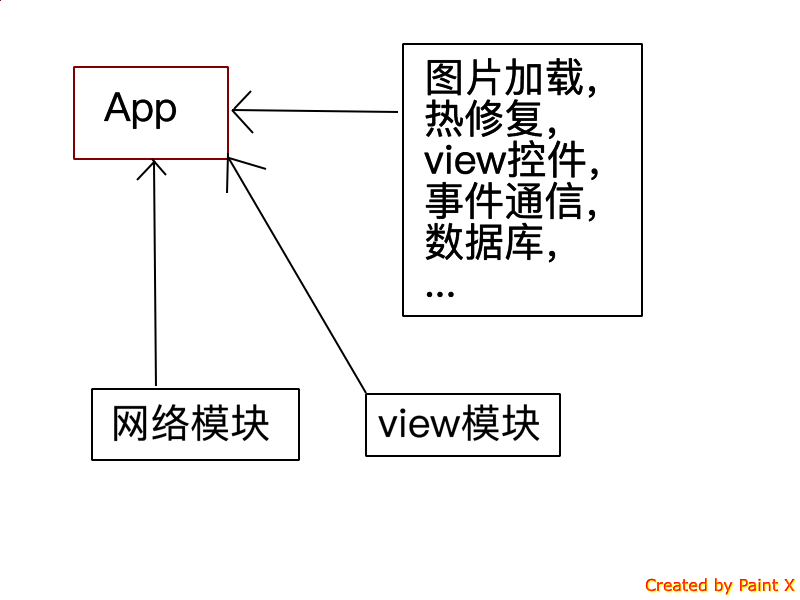 App
图片加载，
热修复，
view控件，
事件通信，
数据库，
...
网络模块
view模块
Created by Paint X